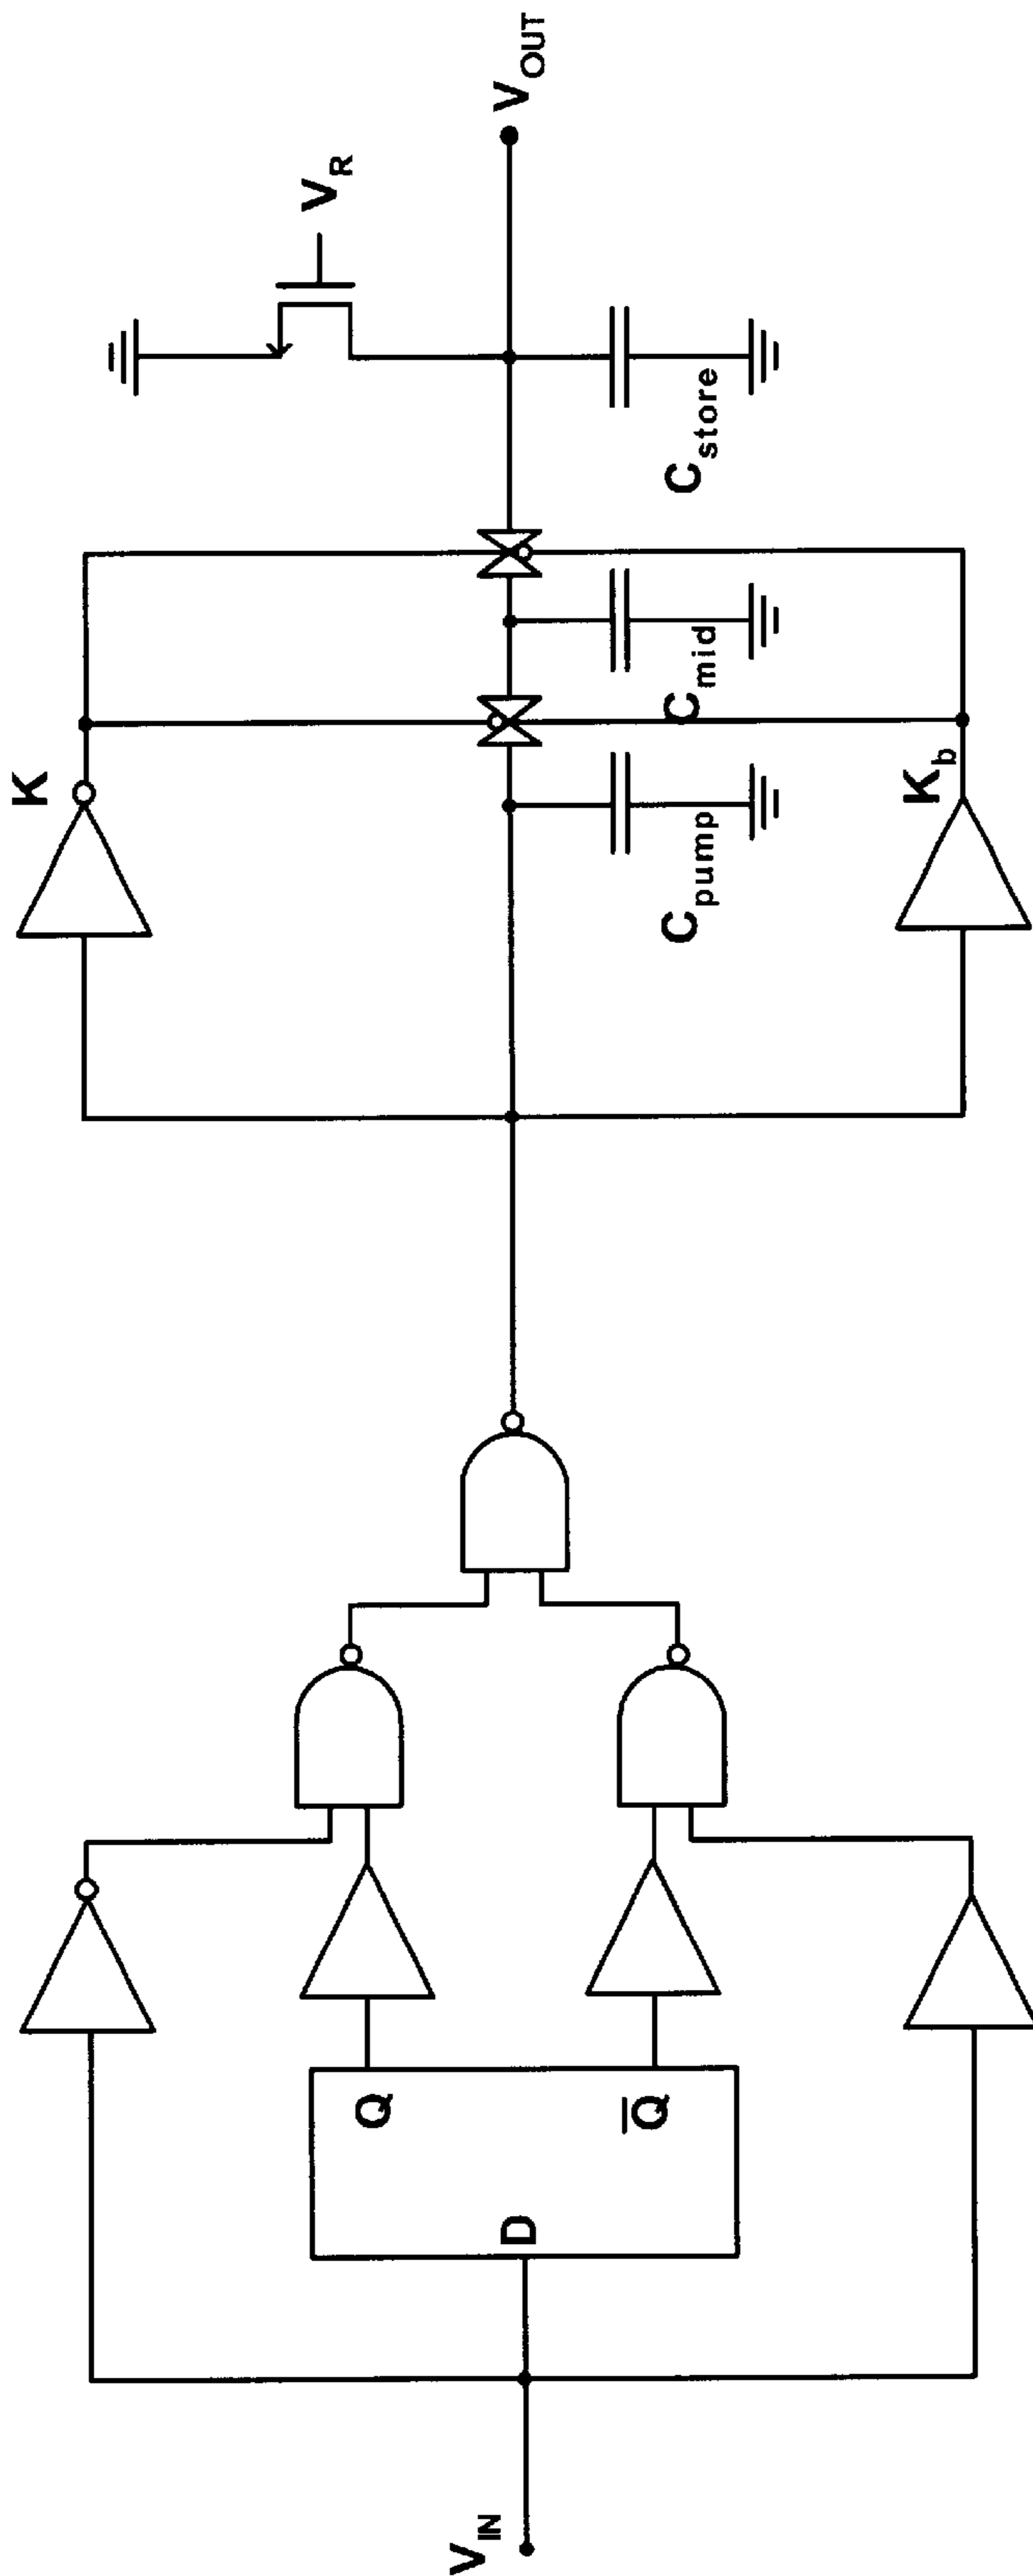 V_IN
D
Q
Q̅
K
K_b
C_pump
C_mid
C_store
V_R
V_OUT